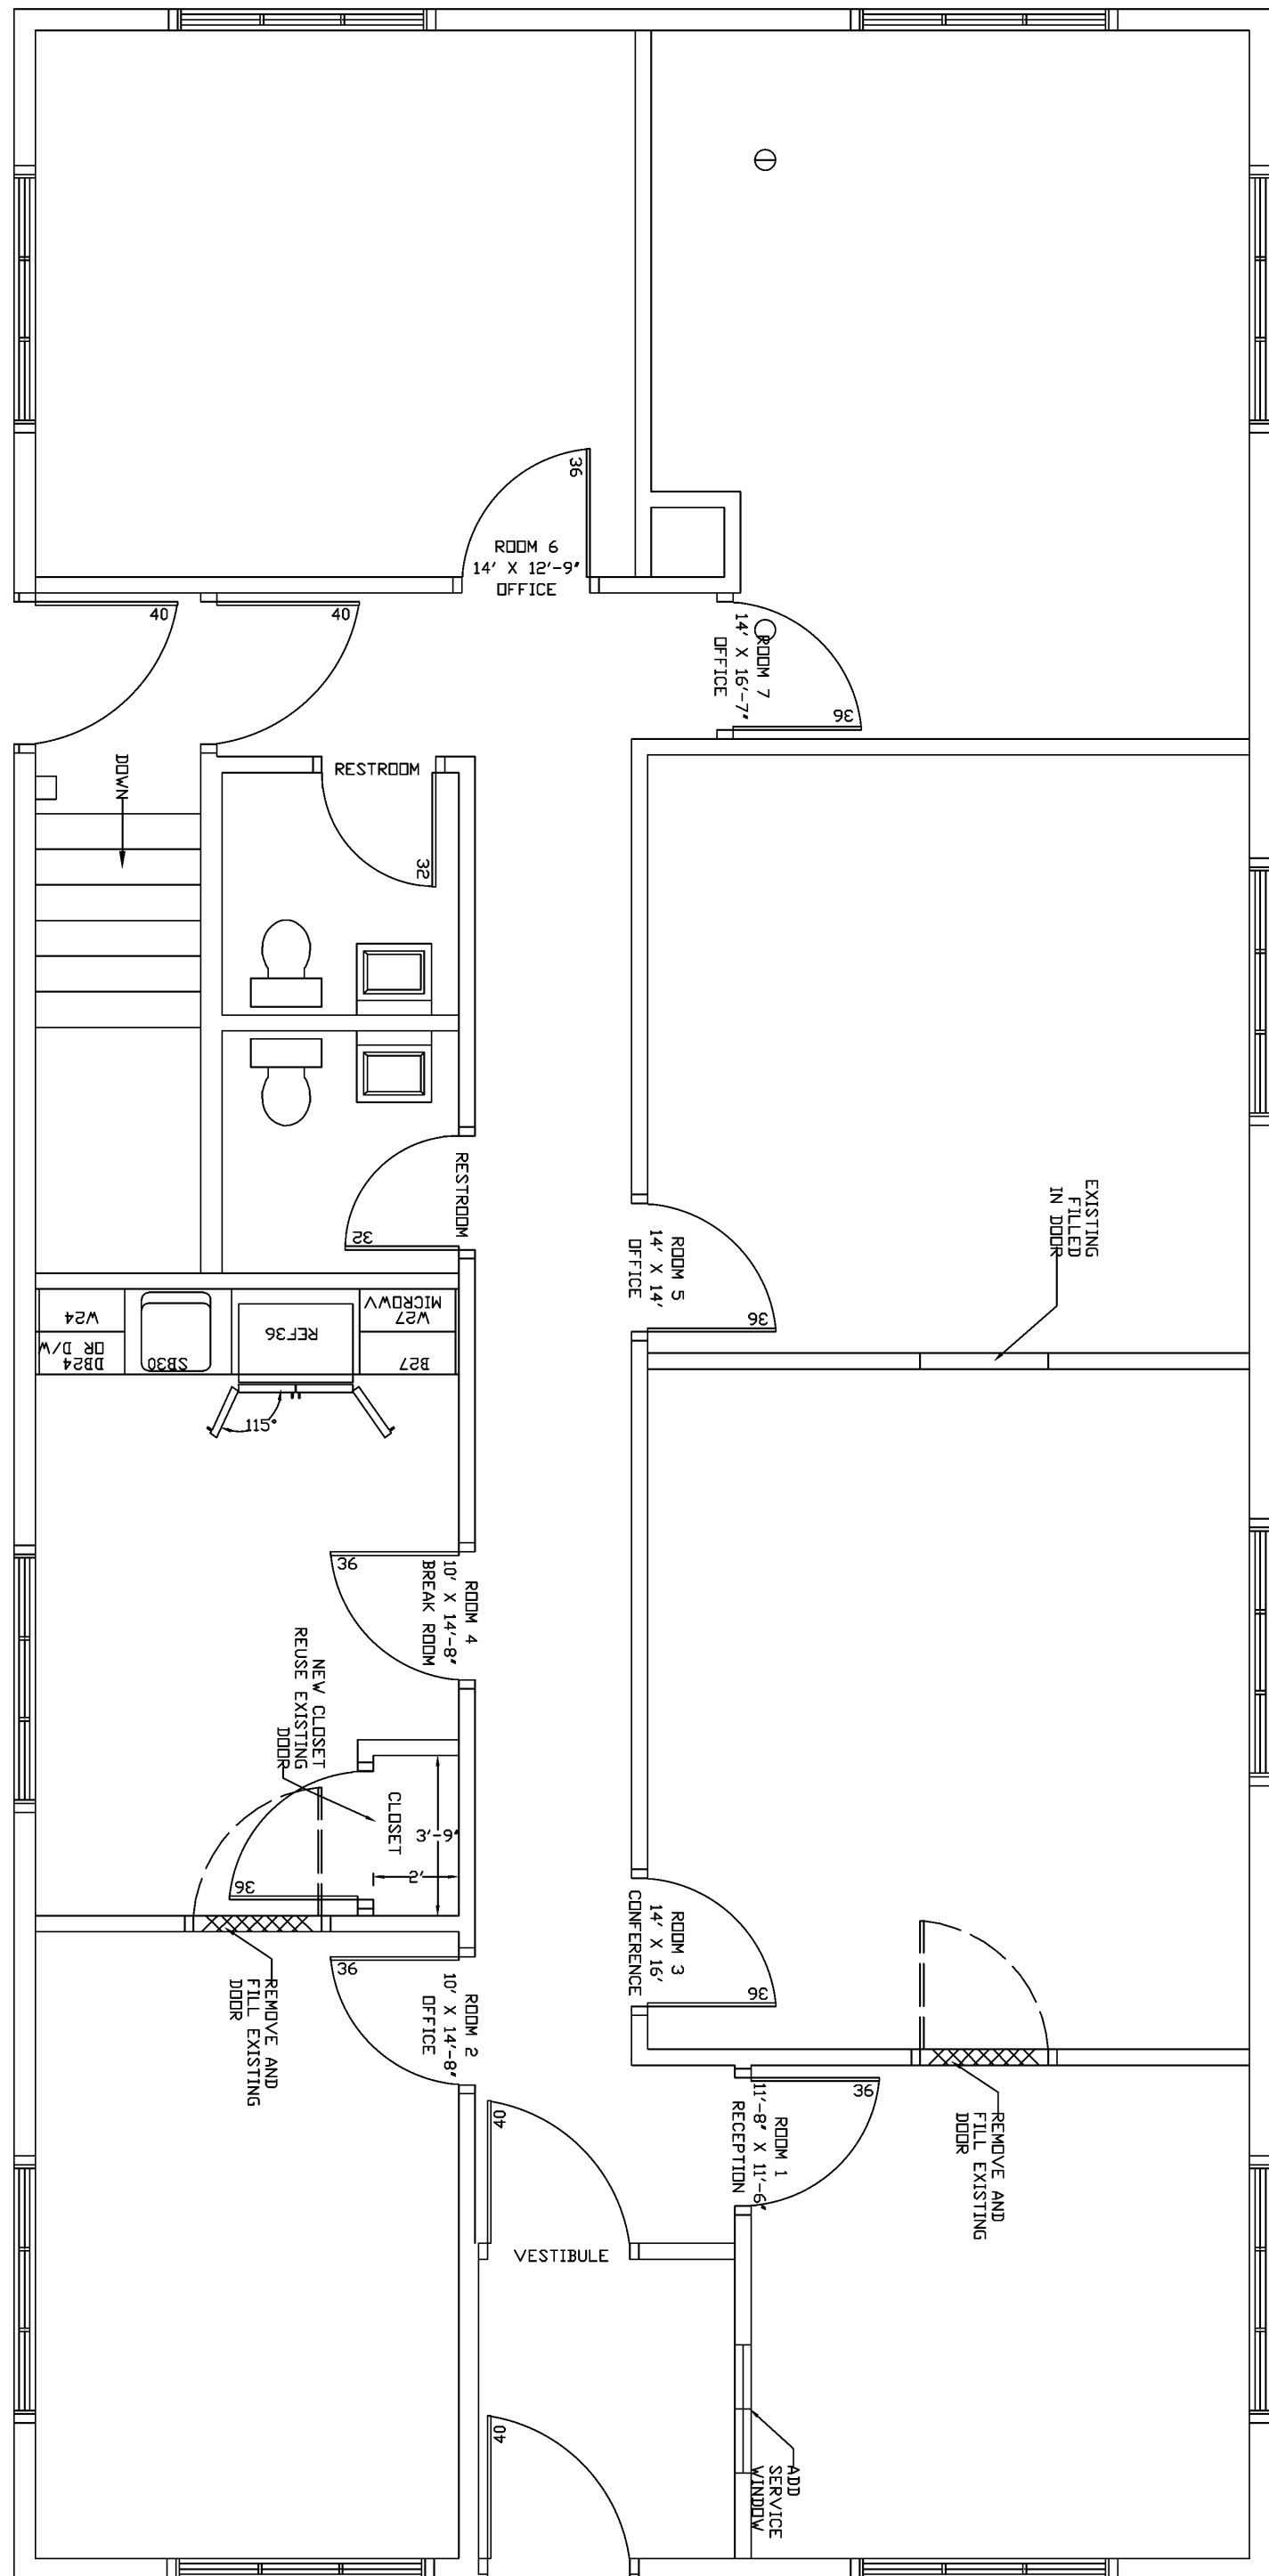 36
ROOM 6
14' X 12'-9"
OFFICE
40
40
ROOM 7
14' X 16'-7"
OFFICE
36
DOWN
RESTROOM
32
RESTROOM
32
EXISTING
FILLED
IN DOOR
ROOM 5
14' X 14'
OFFICE
36
W24
DB24
OR D/W
SB30
REF36
W27
MICROWV
B27
115°
36
ROOM 4
10' X 14'-8"
BREAK ROOM
NEW CLOSET
REUSE EXISTING
DOOR
CLOSET
3'-9"
2'
36
ROOM 3
14' X 16'
CONFERENCE
36
REMOVE AND
FILL EXISTING
DOOR
36
ROOM 2
10' X 14'-8"
OFFICE
36
ROOM 1
11'-8" X 11'-6"
RECEPTION
REMOVE AND
FILL EXISTING
DOOR
40
VESTIBULE
40
ADD
SERVICE
WINDOW